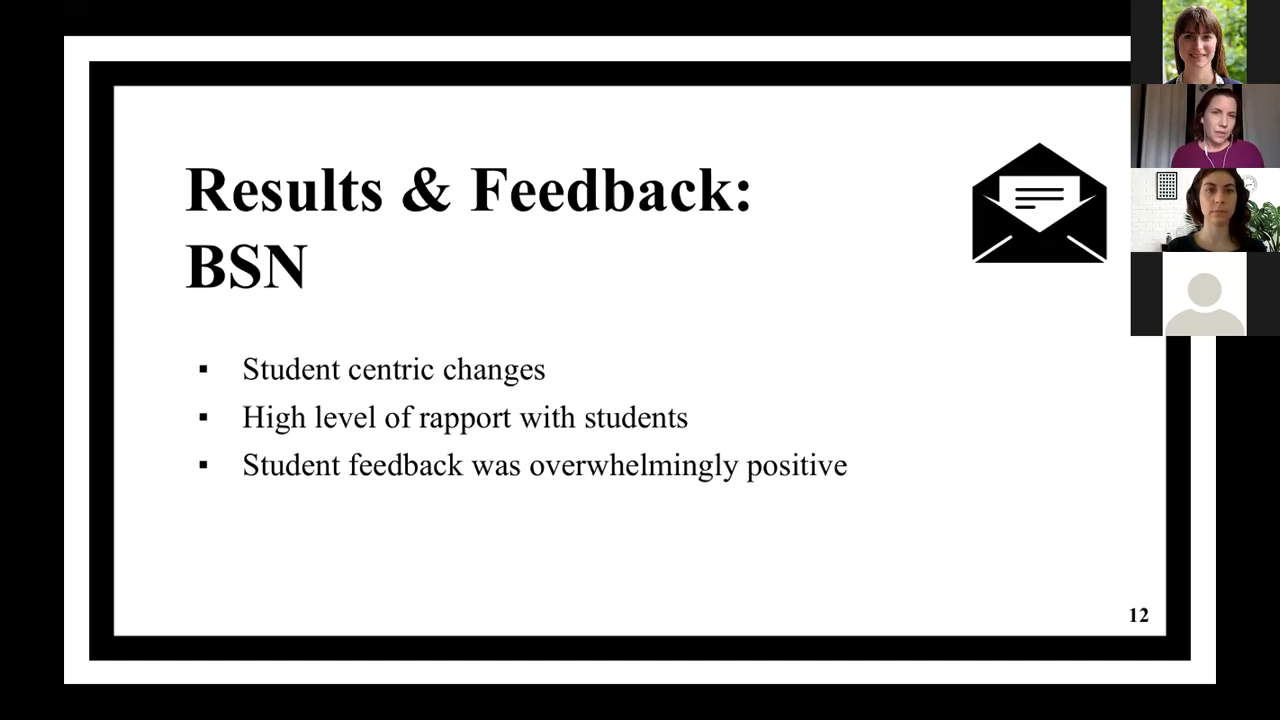 Results & Feedback:
BSN
▪ Student centric changes
▪ High level of rapport with students
▪ Student feedback was overwhelmingly positive
12